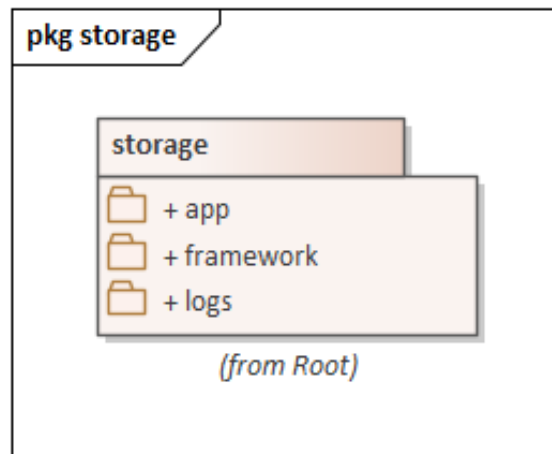 pkg storage
storage
+ app
+ framework
+ logs
(from Root)